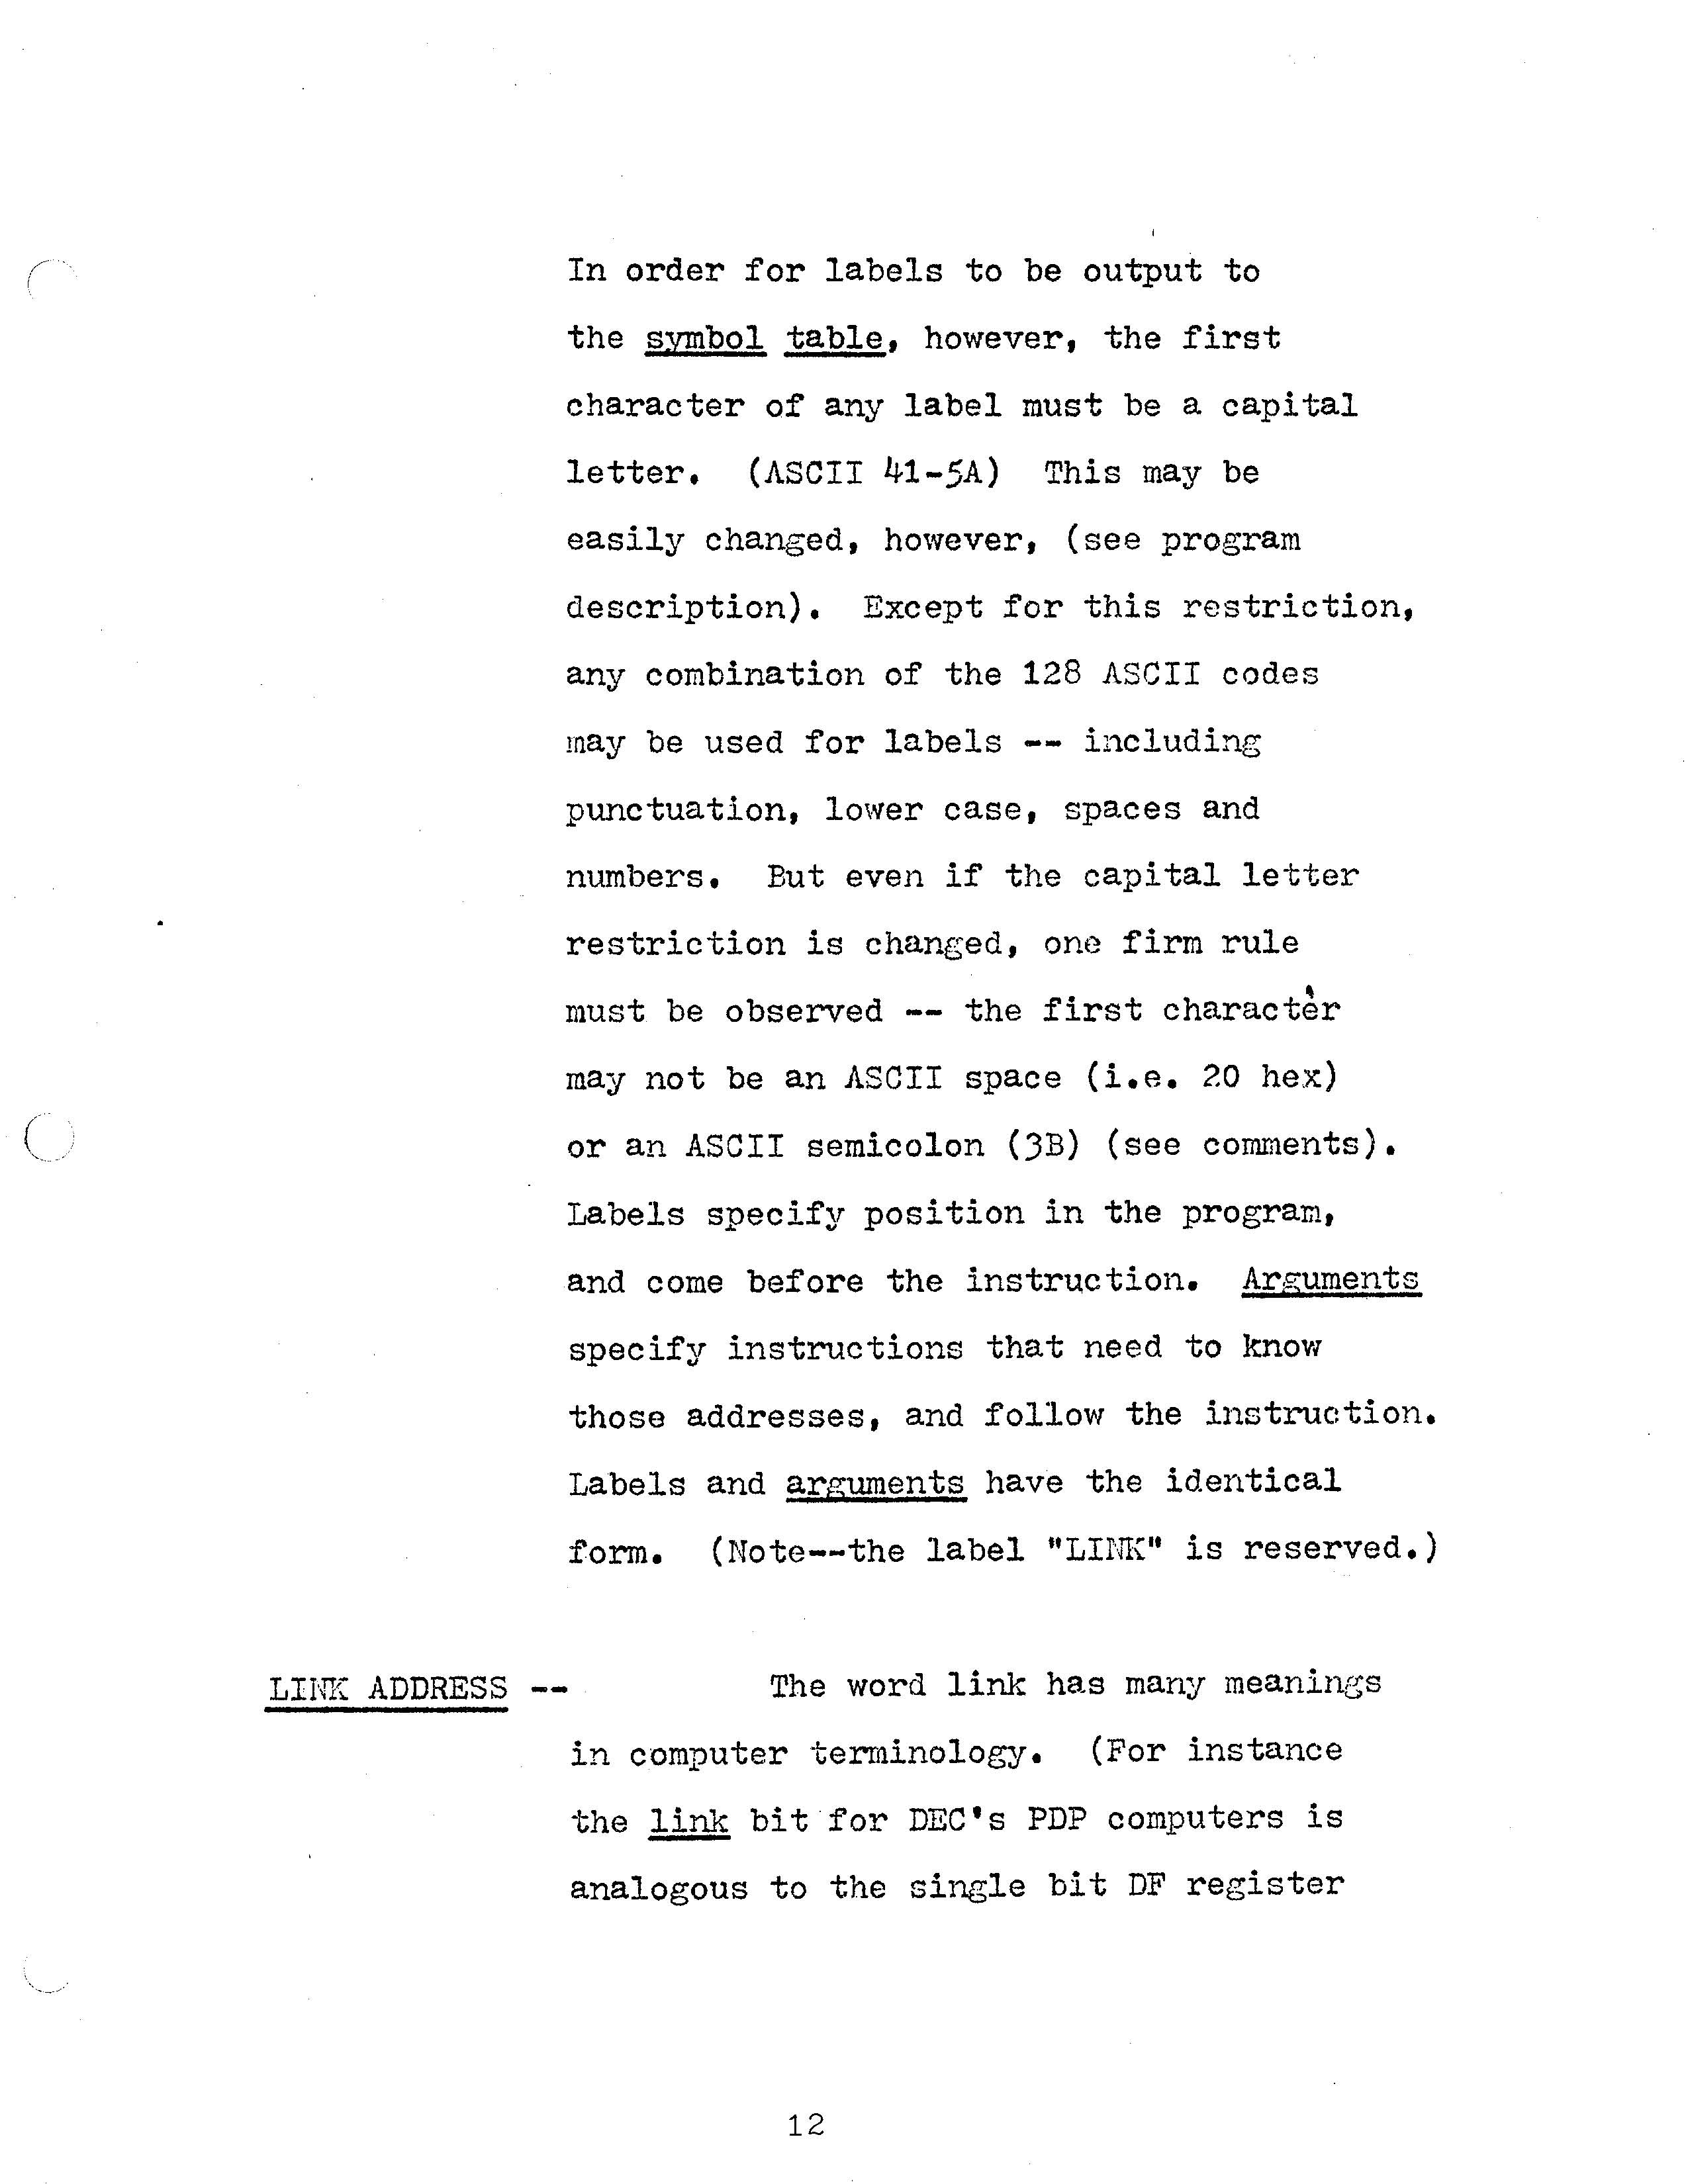 In order for labels to be output to
the symbol table, however, the first
character of any label must be a capital
letter.  (ASCII 41-5A)  This may be
easily changed, however, (see program
description).  Except for this restriction,
any combination of the 128 ASCII codes
may be used for labels -- including
punctuation, lower case, spaces and
numbers.  But even if the capital letter
restriction is changed, one firm rule
must be observed -- the first character
may not be an ASCII space (i.e. 20 hex)
or an ASCII semicolon (3B) (see comments).
Labels specify position in the program,
and come before the instruction.  Arguments
specify instructions that need to know
those addresses, and follow the instruction.
Labels and arguments have the identical
form.  (Note--the label "LINK" is reserved.)
LINK ADDRESS --          The word link has many meanings
in computer terminology.  (For instance
the link bit for DEC's PDP computers is
analogous to the single bit DF register
12